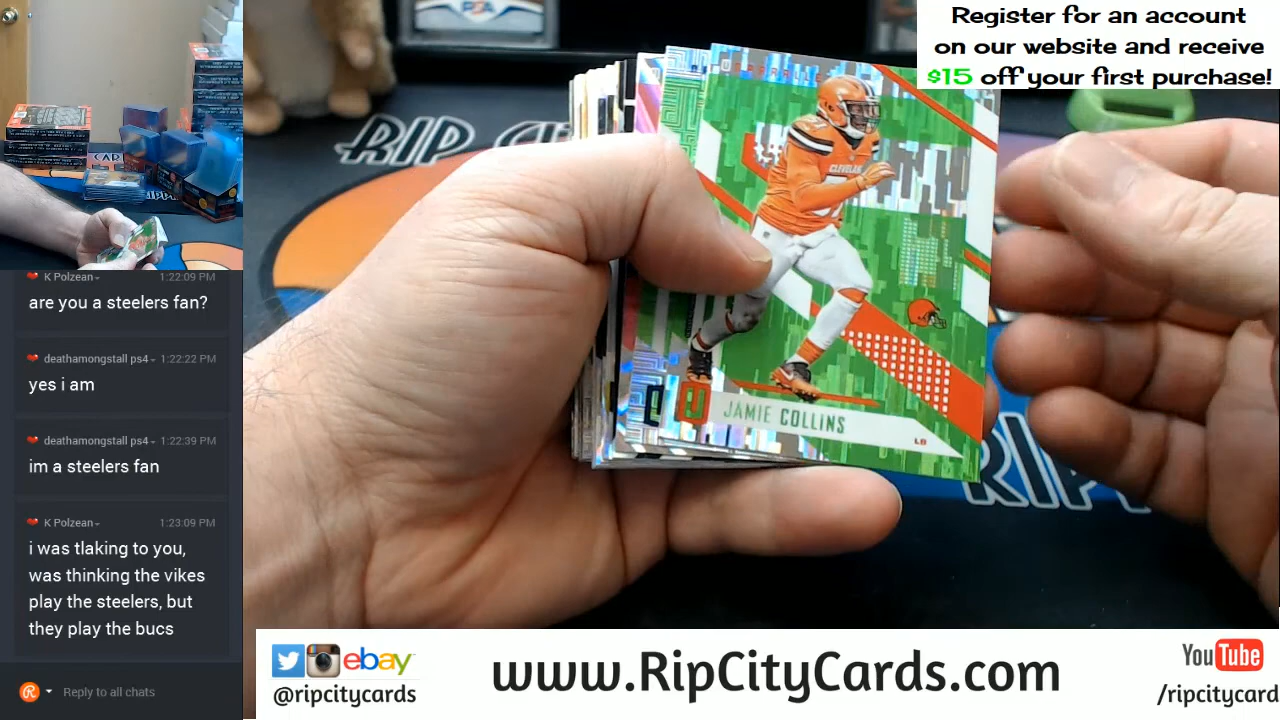 Register for an account
on our website and receive
$15 off your first purchase!
PSA
RIP C
K Polzean
1:22:09 PM
are you a steelers fan?
deathamongstall ps4
1:22:22 PM
yes i am
deathamongstall ps4
1:22:39 PM
im a steelers fan
K Polzean
1:23:09 PM
i was tlaking to you,
was thinking the vikes
play the steelers, but
they play the bucs
Reply to all chats
CLEVELAND
JAMIE COLLINS
LB
RIPP
ebay
@ripcitycards
www.RipCityCards.com
YouTube
/ripcitycard